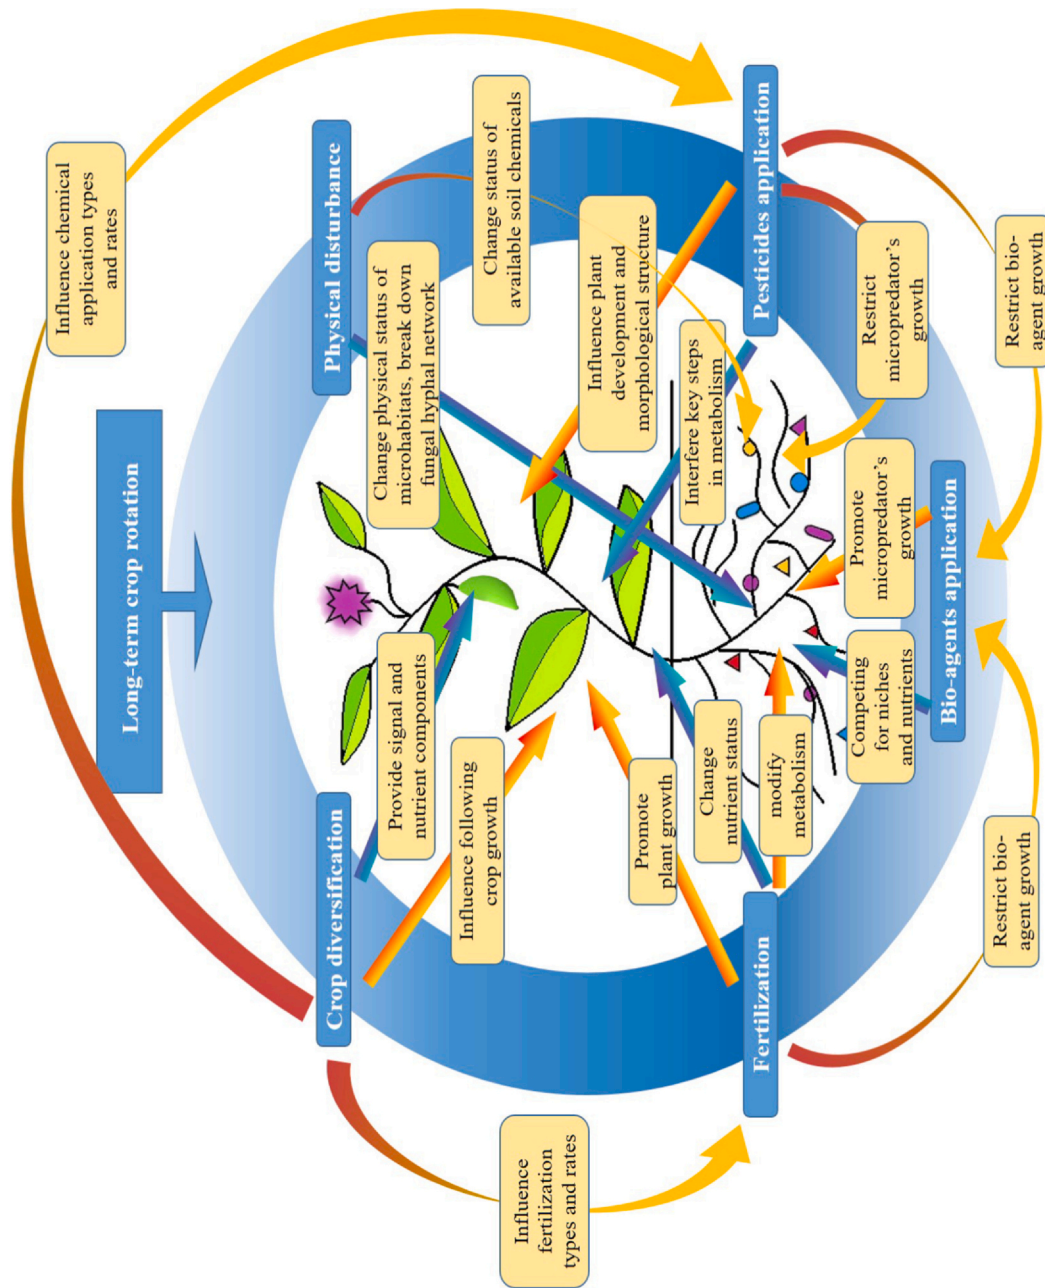 Long-term crop rotation
Influence chemical
application types
and rates
Crop diversification
Physical disturbance
Provide signal and
nutrient components
Change physical status of
microhabitats, break down
fungal hyphal network
Influence following
crop growth
Change status of
available soil chemicals
Influence
fertilization
types and rates
Influence plant
development and
morphological structure
Promote
plant growth
Interfere key steps
in metabolism
Change
nutrient status
Fertilization
modify
metabolism
Pesticides application
Competing
for niches
and nutrients
Promote
micropredator’s
growth
Restrict
micropredator’s
growth
Bio-agents application
Restrict bio-
agent growth
Restrict bio-
agent growth